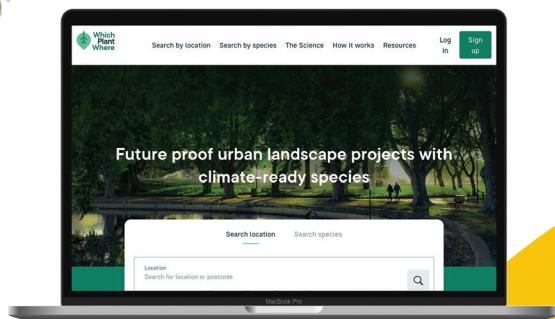 Which
Plant
Where
Search by location Search by species The Science How it works Resources
Log in
Sign up
Future proof urban landscape projects with
climate-ready species
Search location Search species
Location
Search for location or postcode
MacBook Pro